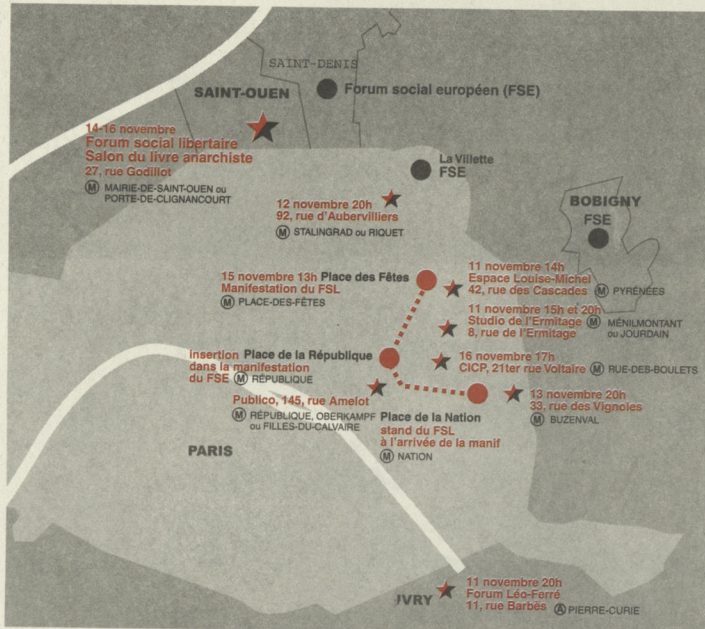 SAINT-DENIS
SAINT-OUEN
Forum social européen (FSE)
14-16 novembre
Forum social libertaire
Salon du livre anarchiste
27, rue Godillot
M MAIRIE-DE-SAINT-OUEN ou
PORTE-DE-CLIGNANCOURT
La Villette
FSE
12 novembre 20h
92, rue d'Aubervilliers
M STALINGRAD ou RIQUET
BOBIGNY
FSE
15 novembre 13h Place des Fêtes
Manifestation du FSL
M PLACE-DES-FÊTES
11 novembre 14h
Espace Louise-Michel
42, rue des Cascades M PYRÉNÉES
11 novembre 15h et 20h
Studio de l'Ermitage M MÉNILMONTANT
8, rue de l'Ermitage ou JOURDAIN
insertion Place de la République
dans la manifestation
du FSE M RÉPUBLIQUE
16 novembre 17h
CICP, 21ter rue Voltaire M RUE-DES-BOULETS
Publico, 145, rue Amelot
M RÉPUBLIQUE, OBERKAMPF
ou FILLES-DU-CALVAIRE
Place de la Nation
stand du FSL
à l'arrivée de la manif
M NATION
13 novembre 20h
33, rue des Vignoles
M BUZENVAL
PARIS
IVRY
11 novembre 20h
Forum Léo-Ferré
11, rue Barbès A PIERRE-CURIE